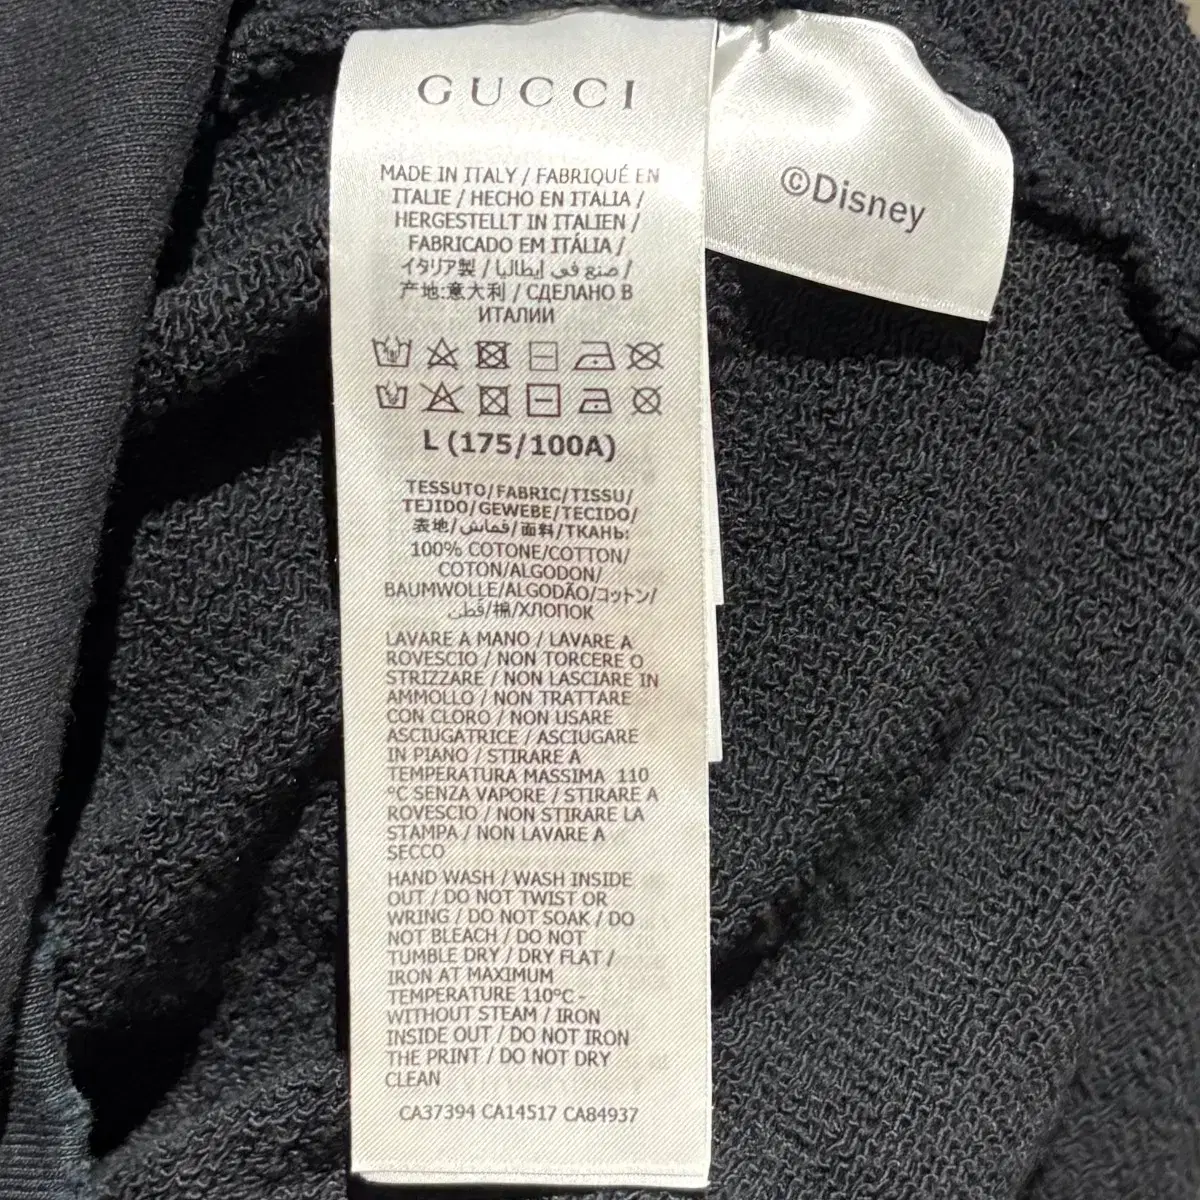 GUCCI
MADE IN ITALY / FABRIQUÉ EN
ITALIE / HECHO EN ITALIA /
HERGESTELLT IN ITALIEN /
FABRICADO EM ITÁLIA /
イタリア製 / صنع في إيطاليا /
产地:意大利 / СДЕЛАНО В
ИТАЛИИ
L (175/100A)
TESSUTO/FABRIC/TISSU/
TEJIDO/GEWEBE/TECIDO/
表地/قماش/面料/ТКАНЬ:
100% COTONE/COTTON/
COTON/ALGODON/
BAUMWOLLE/ALGODÃO/コットン/
قطن/棉/ХЛОПОК
LAVARE A MANO / LAVARE A
ROVESCIO / NON TORCERE O
STRIZZARE / NON LASCIARE IN
AMMOLLO / NON TRATTARE
CON CLORO / NON USARE
ASCIUGATRICE / ASCIUGARE
IN PIANO / STIRARE A
TEMPERATURA MASSIMA 110
°C SENZA VAPORE / STIRARE A
ROVESCIO / NON STIRARE LA
STAMPA / NON LAVARE A
SECCO
HAND WASH / WASH INSIDE
OUT / DO NOT TWIST OR
WRING / DO NOT SOAK / DO
NOT BLEACH / DO NOT
TUMBLE DRY / DRY FLAT /
IRON AT MAXIMUM
TEMPERATURE 110°C -
WITHOUT STEAM / IRON
INSIDE OUT / DO NOT IRON
THE PRINT / DO NOT DRY
CLEAN
CA37394 CA14517 CA84937
©Disney